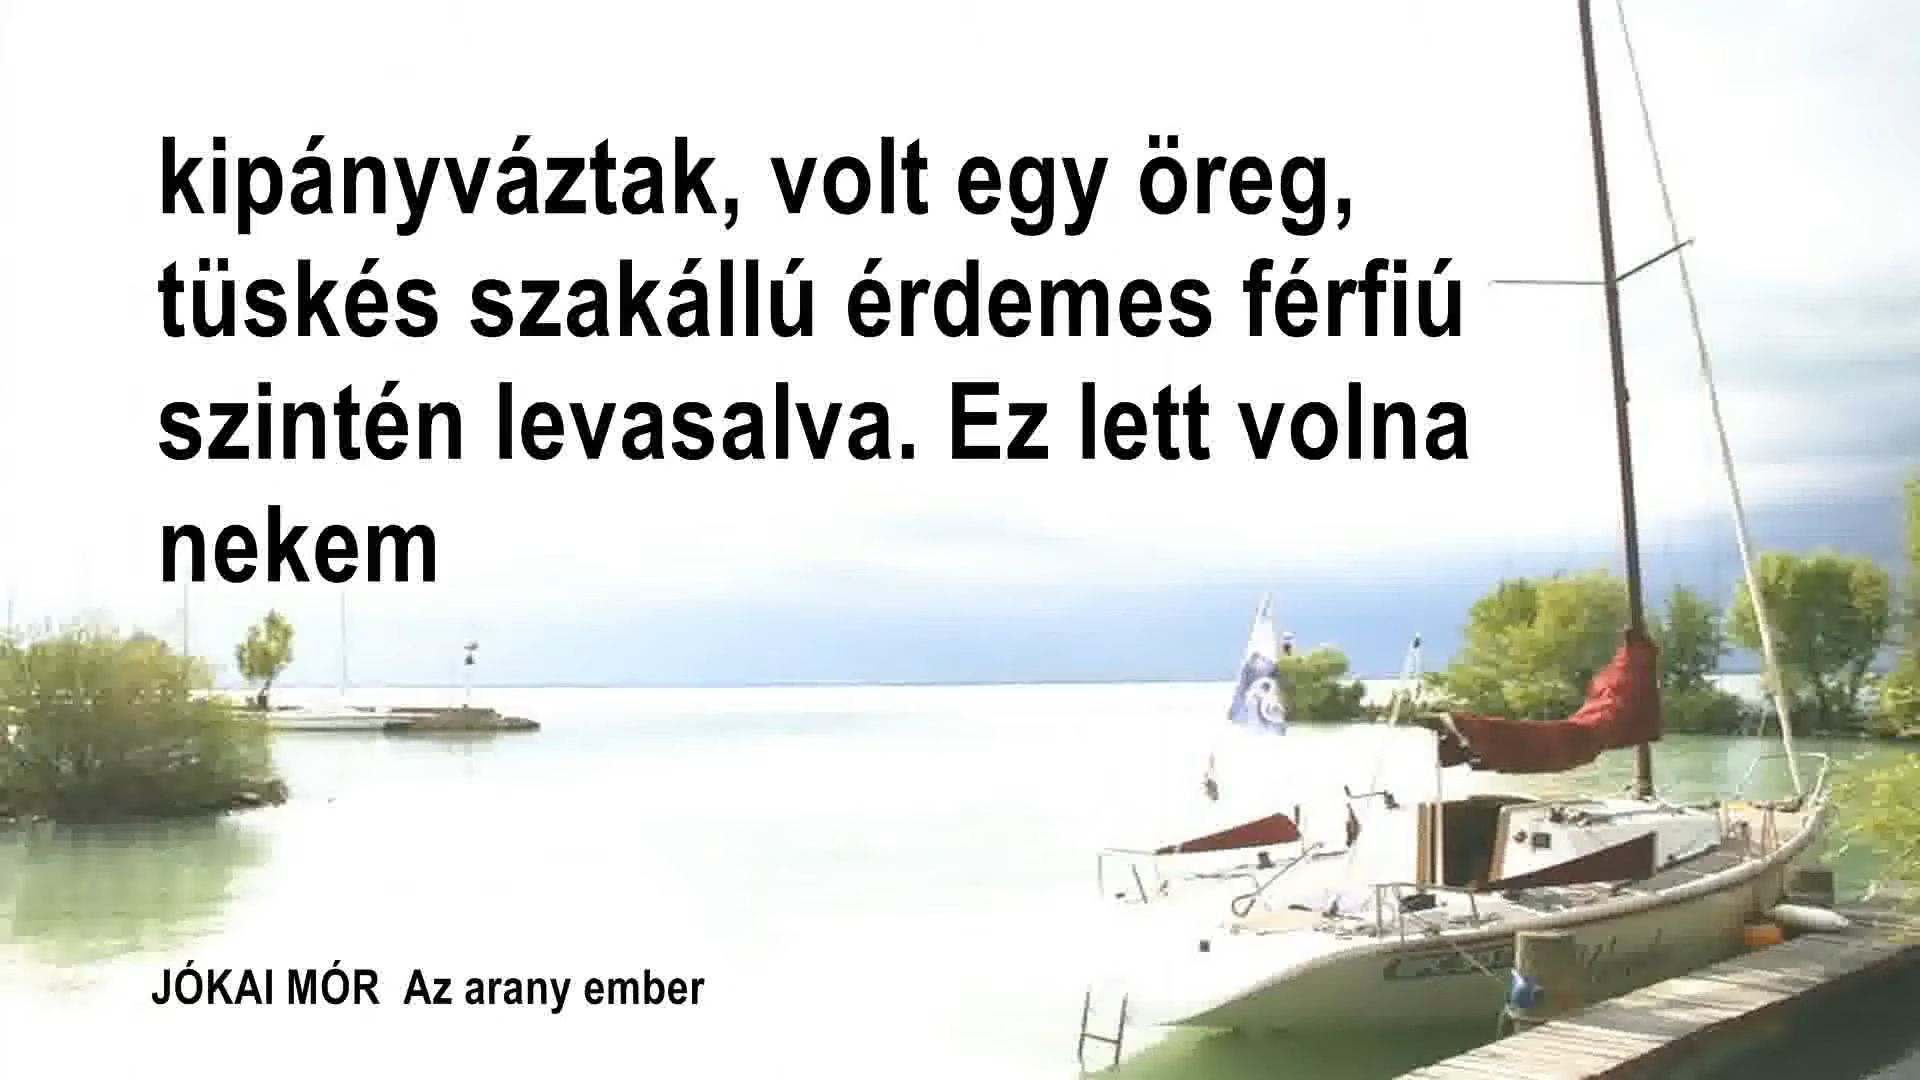 kipányváztak, volt egy öreg,
tüskés szakállú érdemes férfiú
szintén levasalva. Ez lett volna
nekem
JÓKAI MÓR  Az arany ember